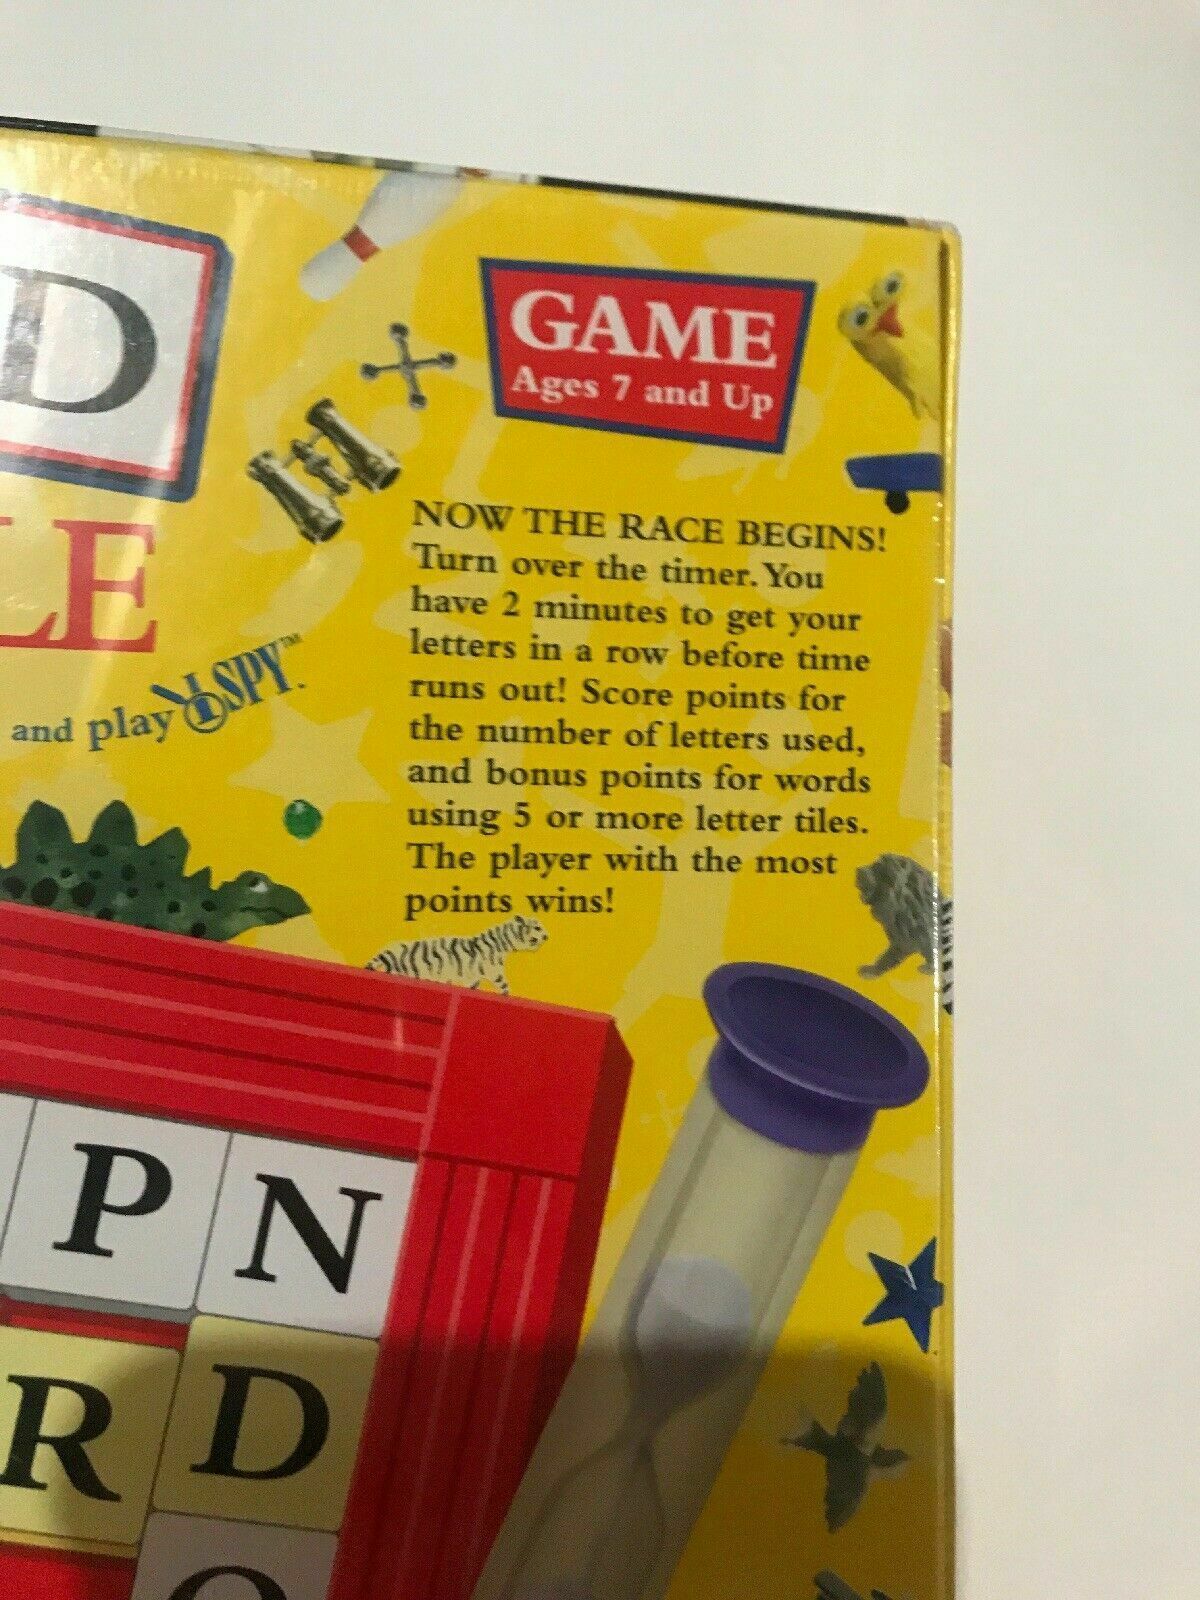 D
LE
GAME
Ages 7 and Up
and play I SPY™.
NOW THE RACE BEGINS!
Turn over the timer. You
have 2 minutes to get your
letters in a row before time
runs out! Score points for
the number of letters used,
and bonus points for words
using 5 or more letter tiles.
The player with the most
points wins!
P N
R D